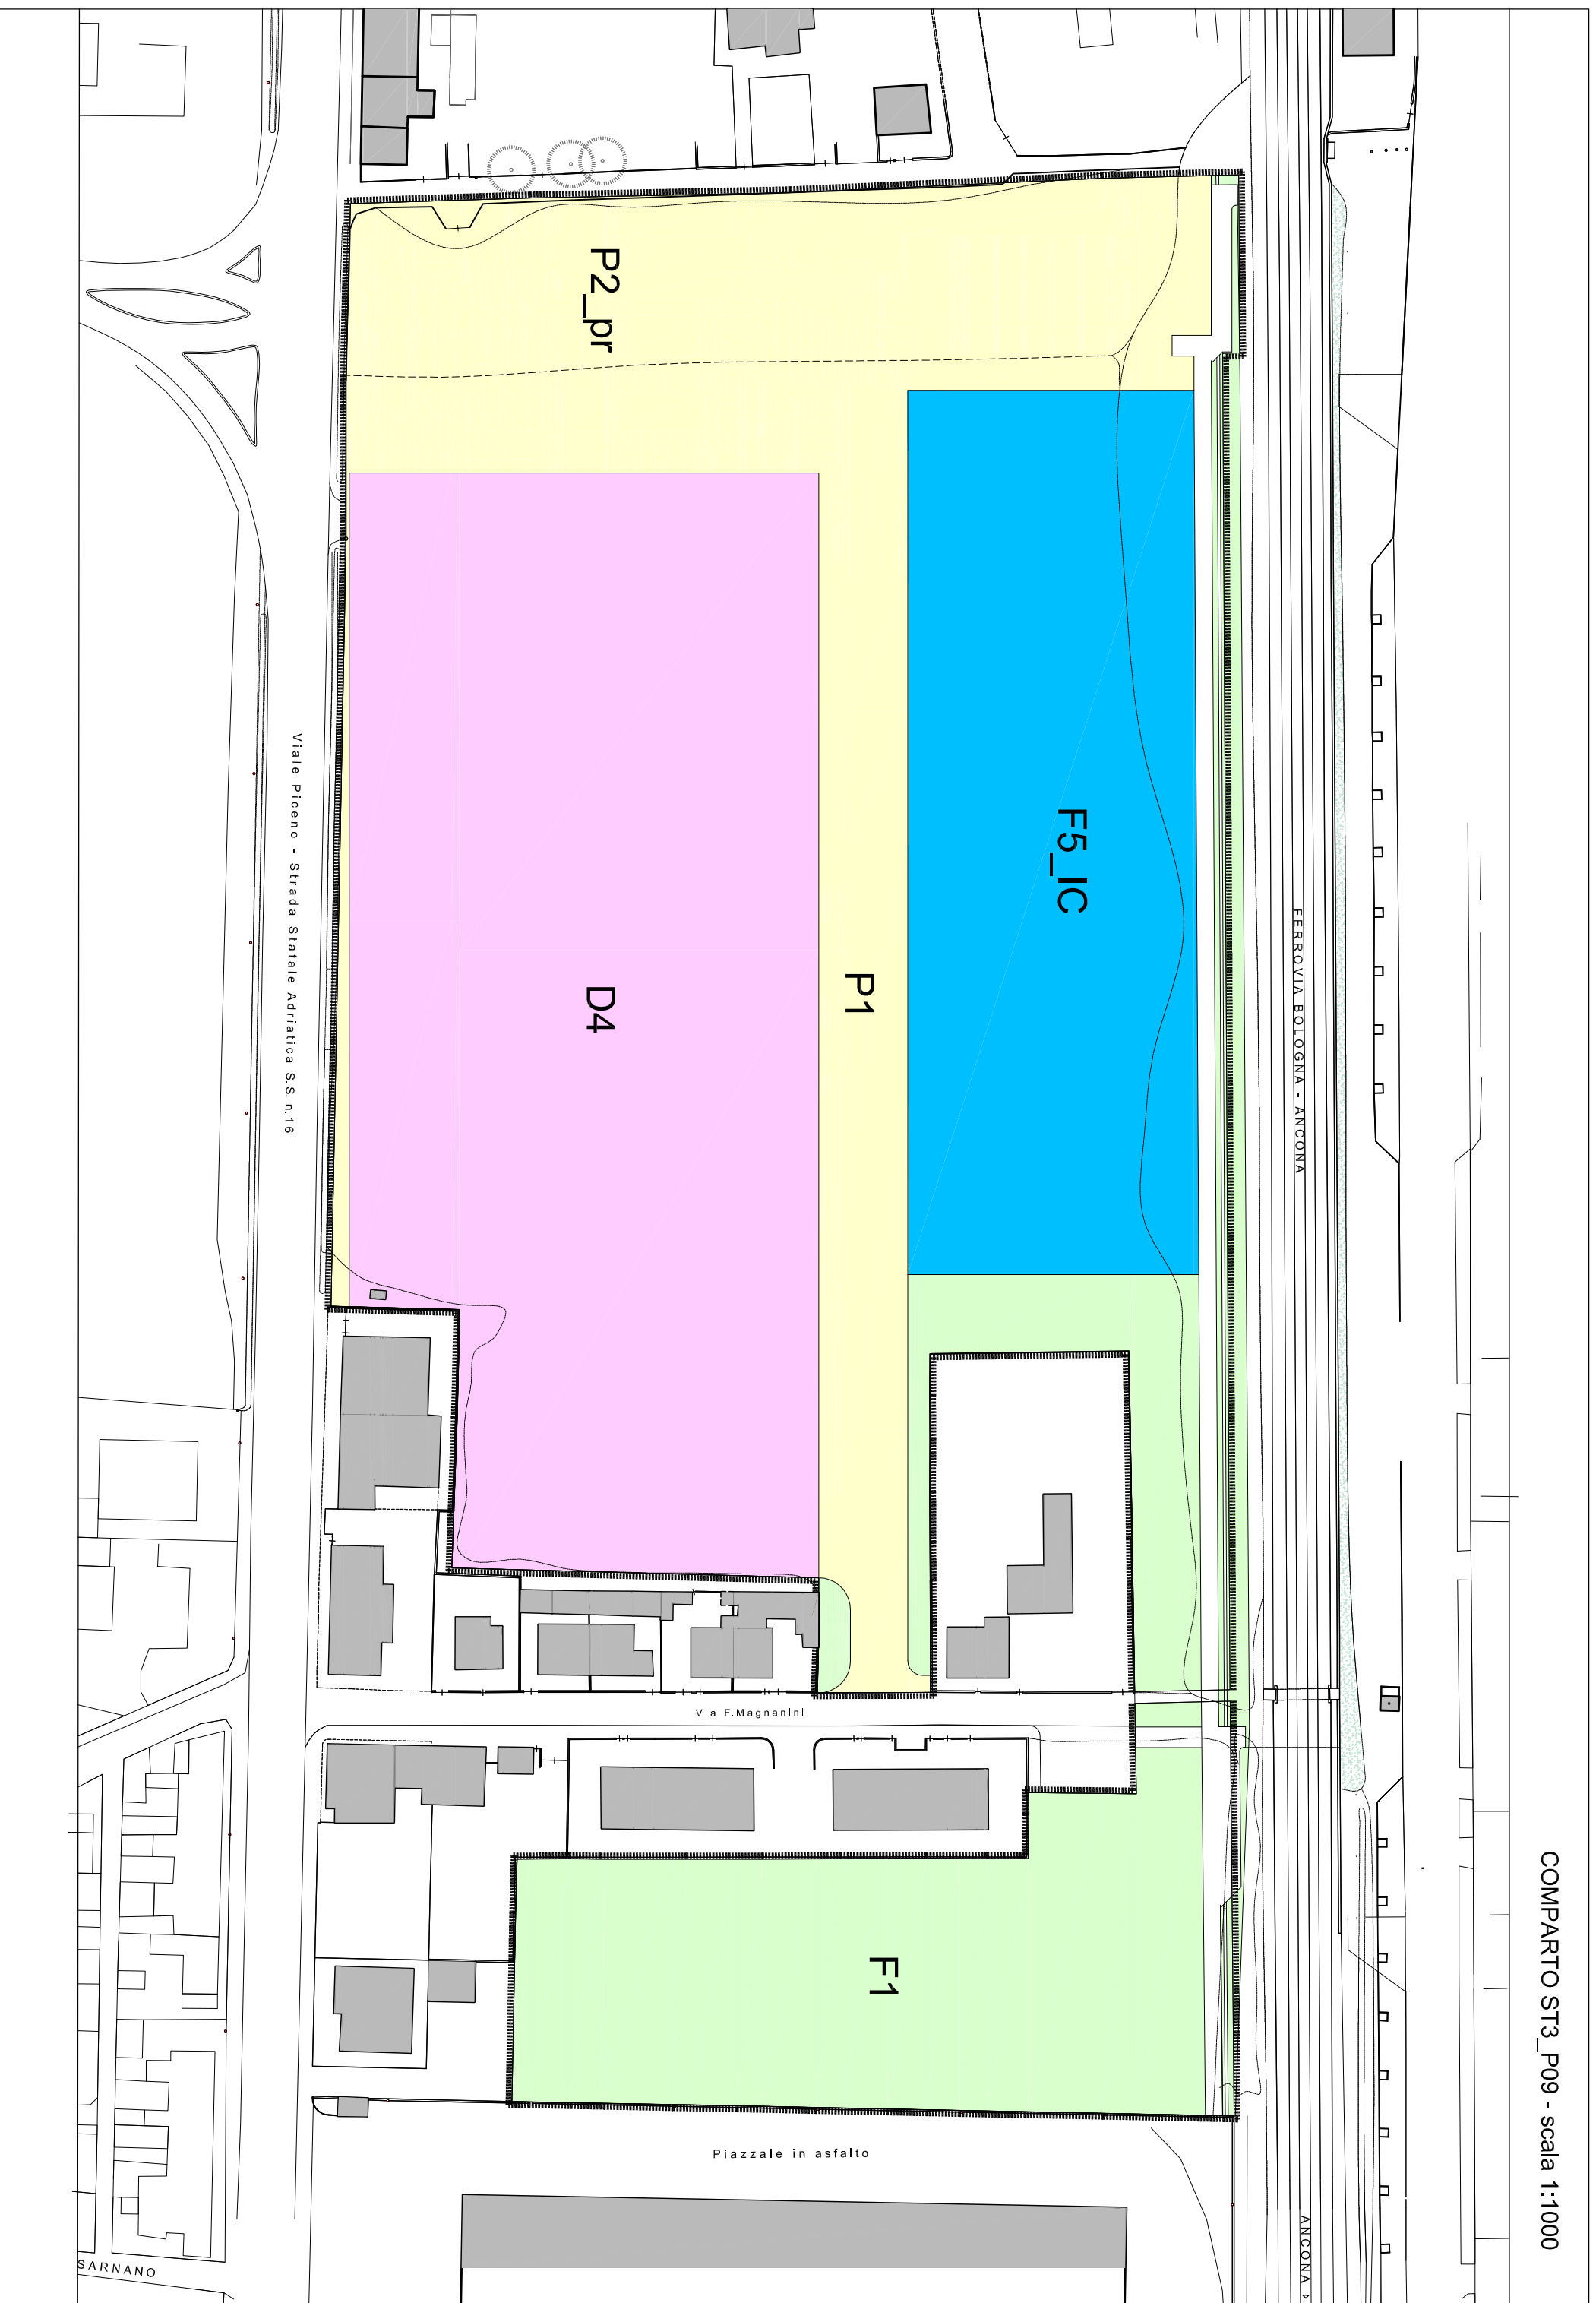 COMPARTO ST3_P09 - scala 1:1000
FERROVIA BOLOGNA - ANCONA
ANCONA
F5_IC
P1
P2_pr
D4
F1
Via F.Magnanini
Piazzale in asfalto
Viale Piceno - Strada Statale Adriatica S.S. n.16
SARNANO